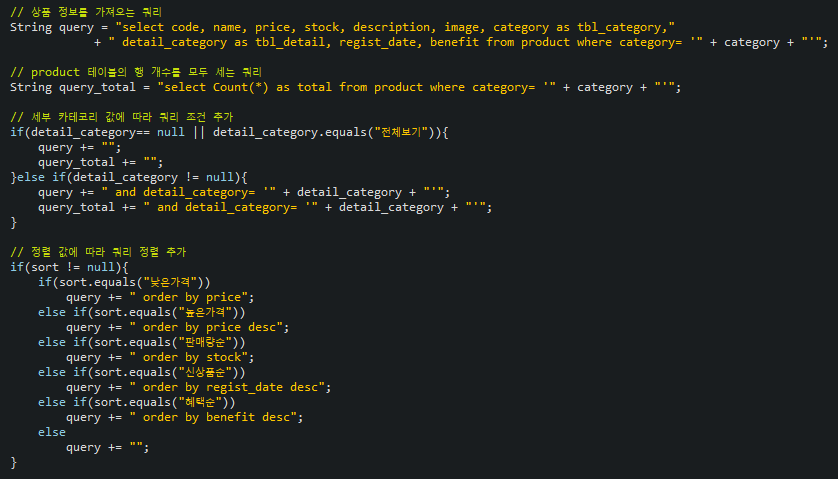 // 상품 정보를 가져오는 쿼리
String query = "select code, name, price, stock, description, image, category as tbl_category,"
            + " detail_category as tbl_detail, regist_date, benefit from product where category= '" + category + "'";

// product 테이블의 행 개수를 모두 세는 쿼리
String query_total = "select Count(*) as total from product where category= '" + category + "'";

// 세부 카테고리 값에 따라 쿼리 조건 추가
if(detail_category== null || detail_category.equals("전체보기")){
    query += "";
    query_total += "";
}else if(detail_category != null){
    query += " and detail_category= '" + detail_category + "'";
    query_total += " and detail_category= '" + detail_category + "'";
}

// 정렬 값에 따라 쿼리 정렬 추가
if(sort != null){
    if(sort.equals("낮은가격"))
        query += " order by price";
    else if(sort.equals("높은가격"))
        query += " order by price desc";
    else if(sort.equals("판매량순"))
        query += " order by stock";
    else if(sort.equals("신상품순"))
        query += " order by regist_date desc";
    else if(sort.equals("혜택순"))
        query += " order by benefit desc";
    else
        query += "";
}